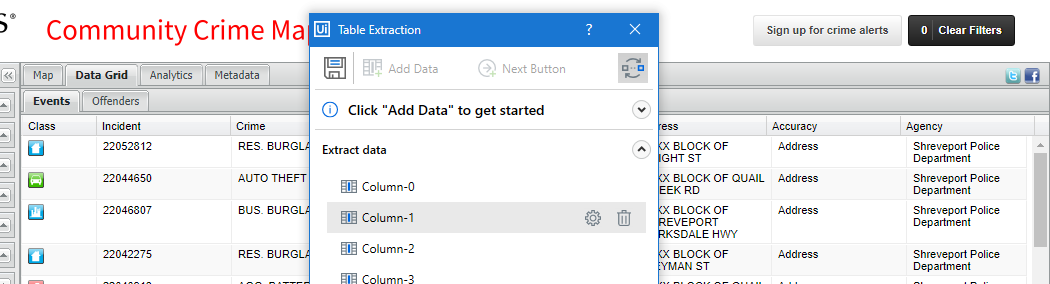 S®
Community Crime Ma
Sign up for crime alerts
0 Clear Filters
Ui Table Extraction ? ×
Add Data Next Button
Click "Add Data" to get started
Extract data
Column-0
Column-1
Column-2
Column-3
Map Data Grid Analytics Metadata
Events Offenders
Class Incident Crime ress Accuracy Agency
22052812 RES. BURGLA XX BLOCK OF Address Shreveport Police
IGHT ST Department
22044650 AUTO THEFT XX BLOCK OF QUAIL Address Shreveport Police
EEK RD Department
22046807 BUS. BURGLA XX BLOCK OF Address Shreveport Police
REVEPORT Department
RKSDALE HWY
22042275 RES. BURGLA XX BLOCK OF Address Shreveport Police
EYMAN ST Department